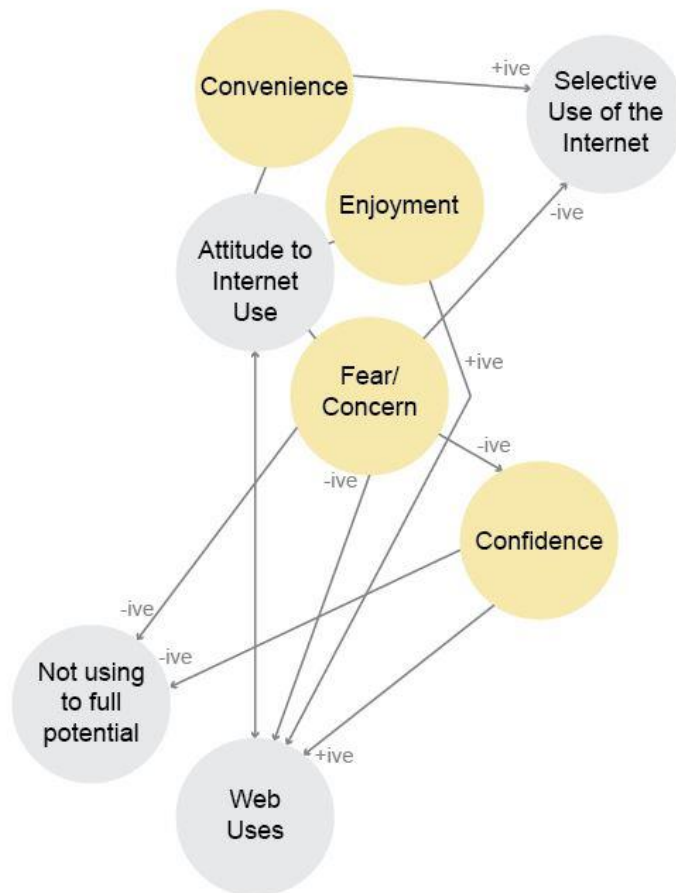 Convenience
+ive
Selective
Use of the
Internet
Enjoyment
-ive
Attitude to
Internet
Use
+ive
Fear/
Concern
-ive
-ive
Confidence
-ive
-ive
Not using
to full
potential
+ive
Web
Uses